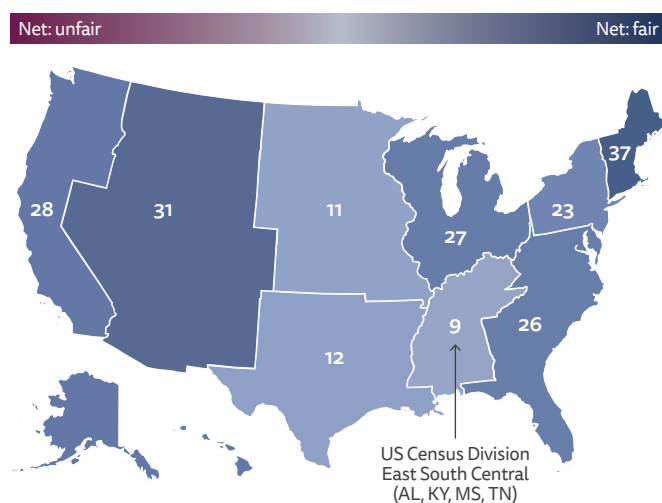 Net: unfair Net: fair
37
28
31
11
23
27
9
26
12
US Census Division
East South Central
(AL, KY, MS, TN)